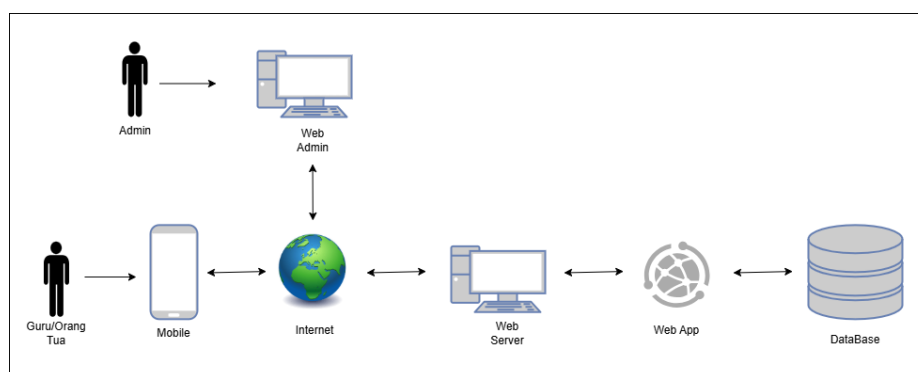 Admin
Web
Admin
Guru/Orang
Tua
Mobile
Internet
Web
Server
Web App
DataBase